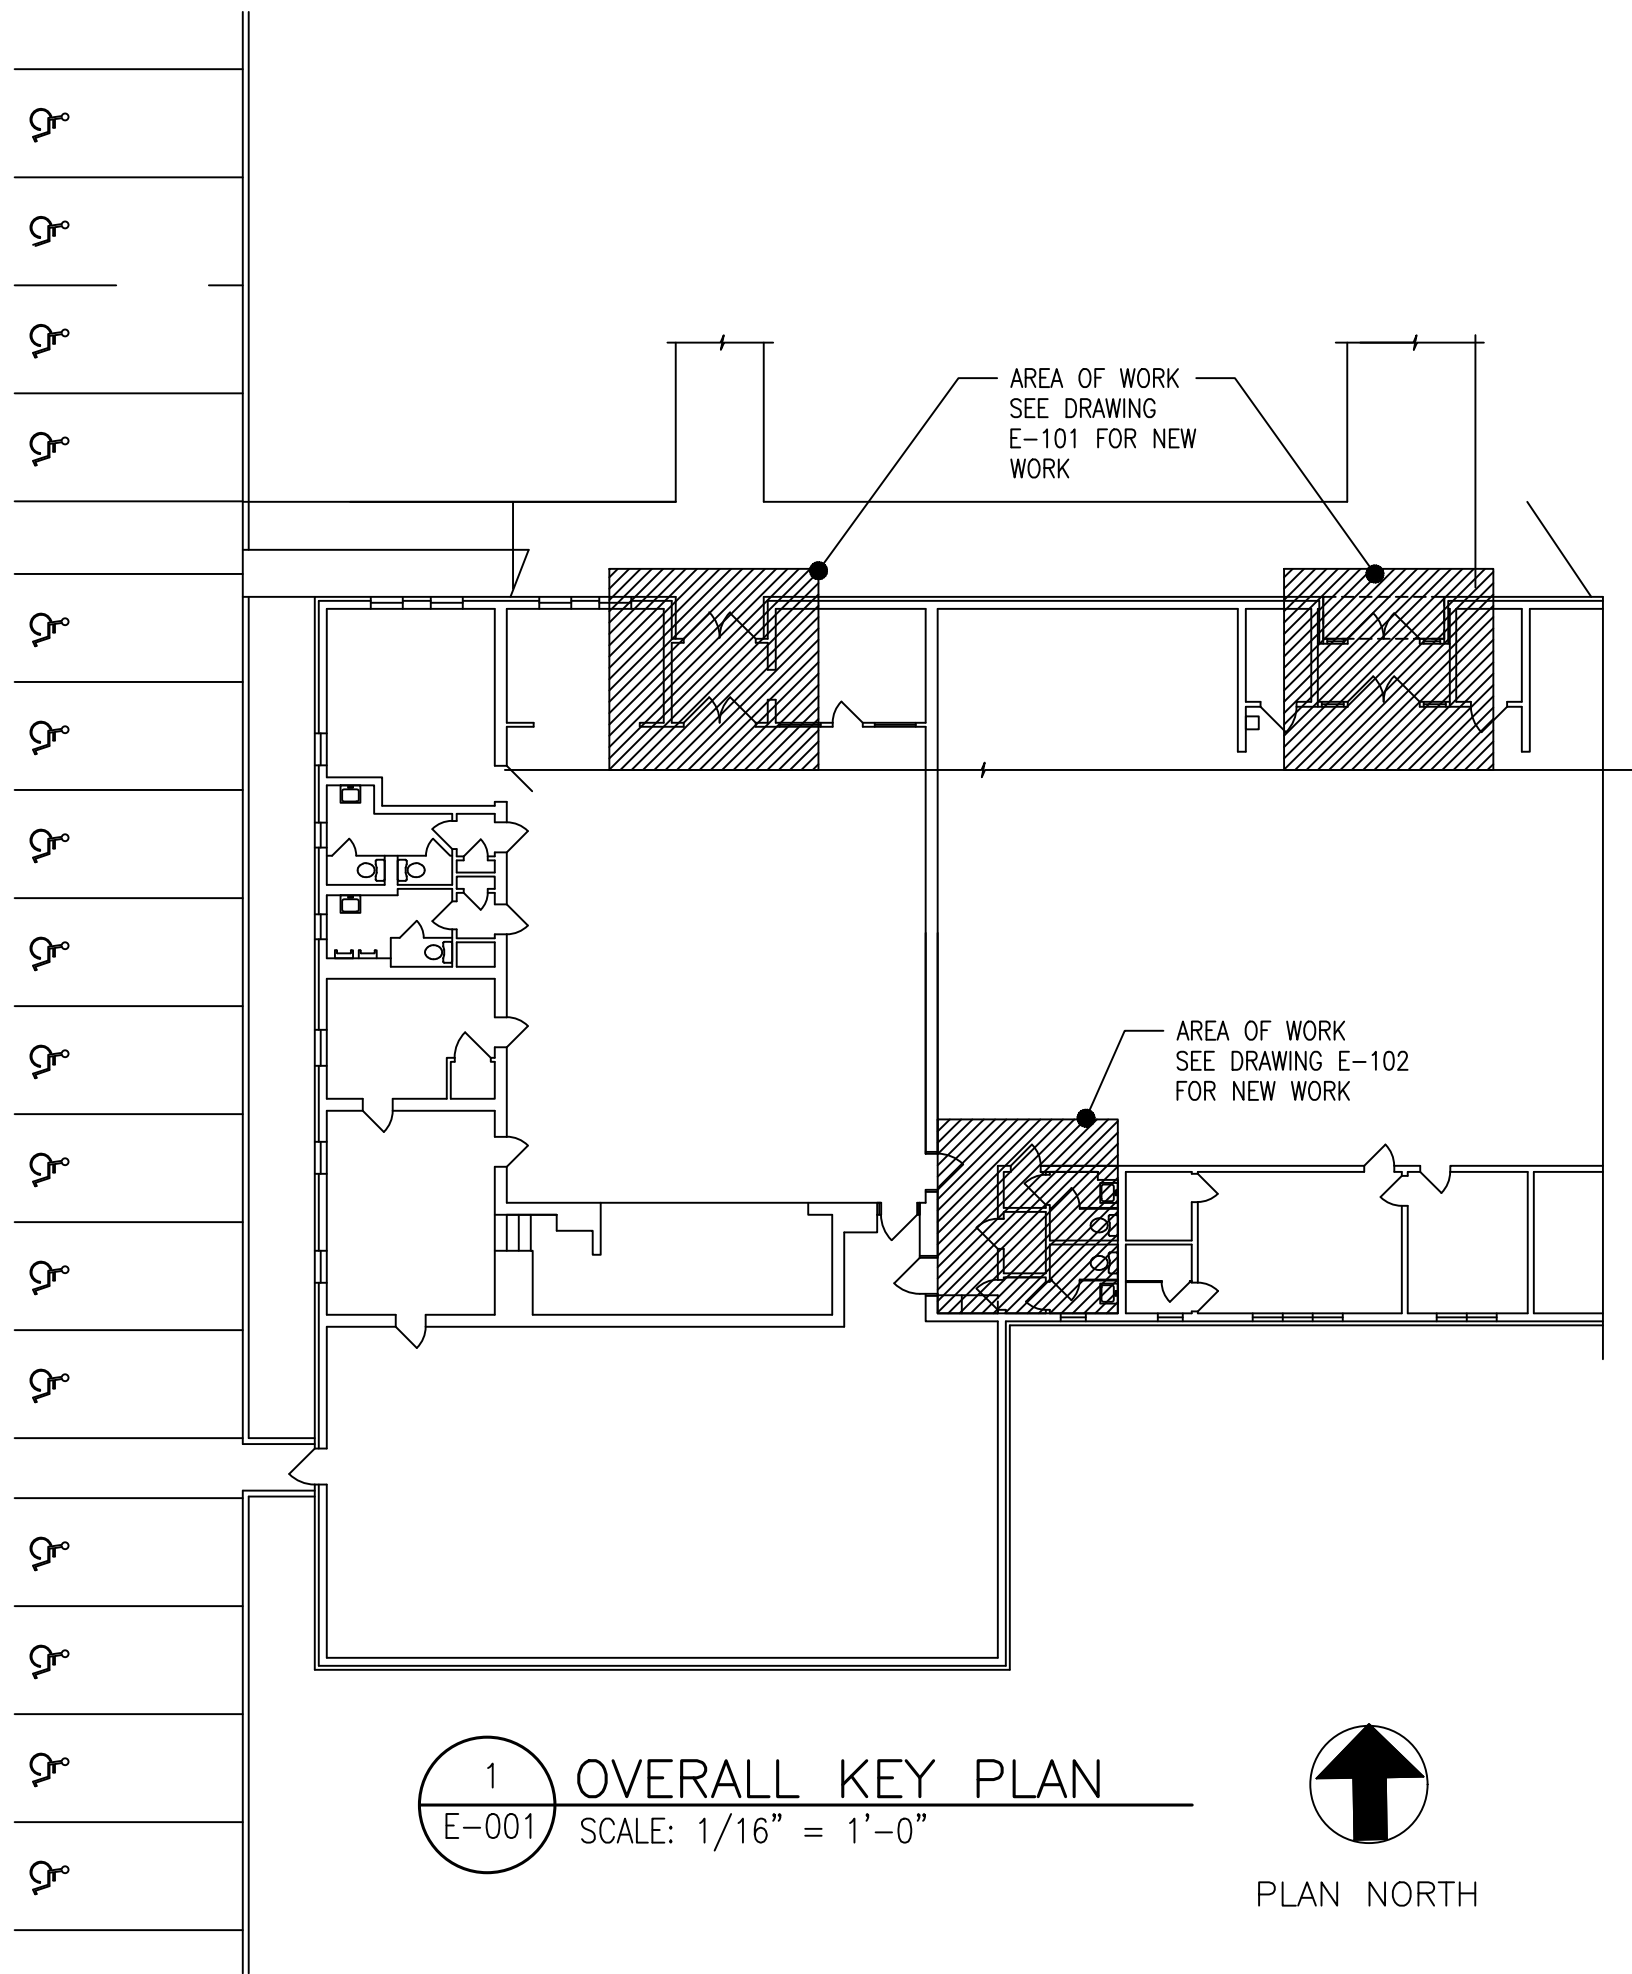 AREA OF WORK
SEE DRAWING
E-101 FOR NEW
WORK
AREA OF WORK
SEE DRAWING E-102
FOR NEW WORK
1
E-001
OVERALL KEY PLAN
SCALE: 1/16" = 1'-0"
PLAN NORTH